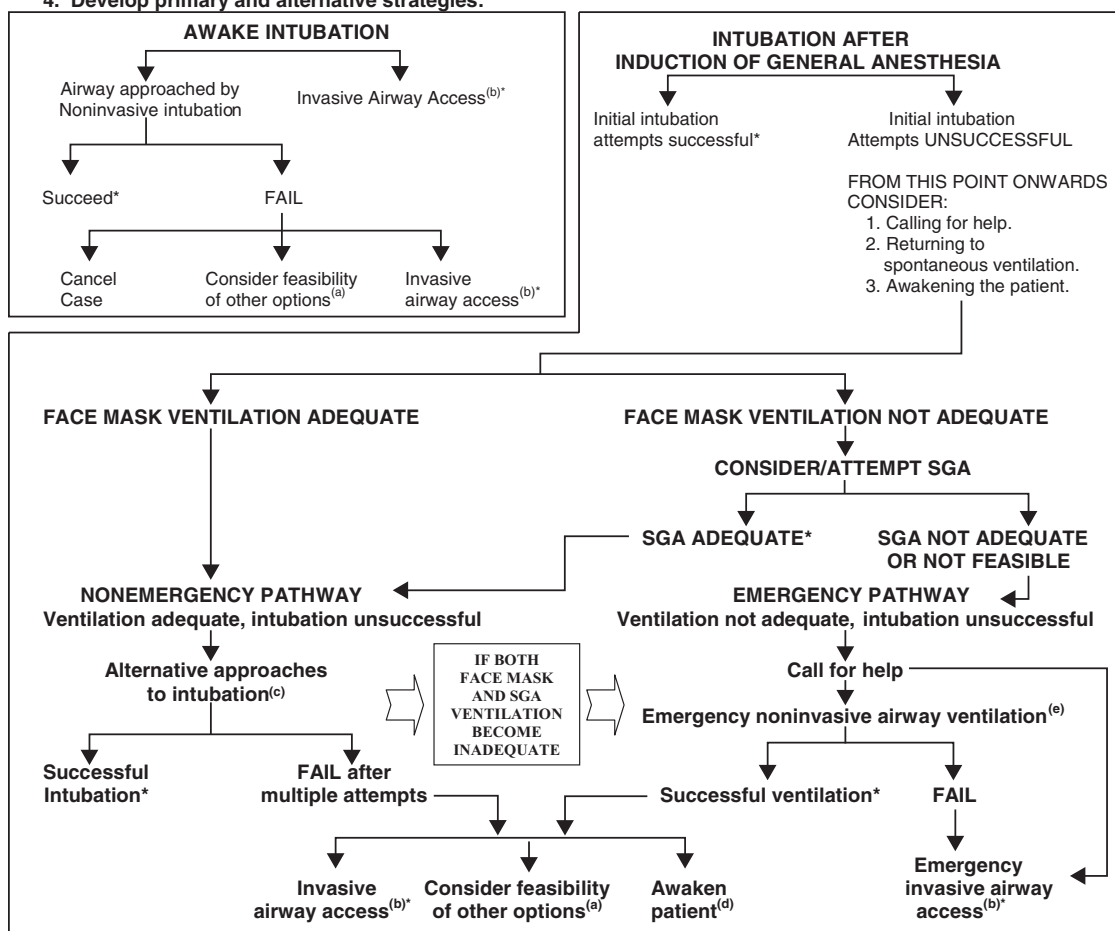 4. Develop primary and alternative strategies:
AWAKE INTUBATION
Airway approached by
Noninvasive intubation
Invasive Airway Access(b)*
Succeed*
FAIL
Cancel
Case
Consider feasibility
of other options(a)
Invasive
airway access(b)*
INTUBATION AFTER
INDUCTION OF GENERAL ANESTHESIA
Initial intubation
attempts successful*
Initial intubation
Attempts UNSUCCESSFUL
FROM THIS POINT ONWARDS
CONSIDER:
1. Calling for help.
2. Returning to
spontaneous ventilation.
3. Awakening the patient.
FACE MASK VENTILATION ADEQUATE
FACE MASK VENTILATION NOT ADEQUATE
CONSIDER/ATTEMPT SGA
SGA ADEQUATE*
SGA NOT ADEQUATE
OR NOT FEASIBLE
NONEMERGENCY PATHWAY
Ventilation adequate, intubation unsuccessful
EMERGENCY PATHWAY
Ventilation not adequate, intubation unsuccessful
Alternative approaches
to intubation(c)
IF BOTH
FACE MASK
AND SGA
VENTILATION
BECOME
INADEQUATE
Call for help
Emergency noninvasive airway ventilation(e)
Successful
Intubation*
FAIL after
multiple attempts
Successful ventilation*
FAIL
Invasive
airway access(b)*
Consider feasibility
of other options(a)
Awaken
patient(d)
Emergency
invasive airway
access(b)*